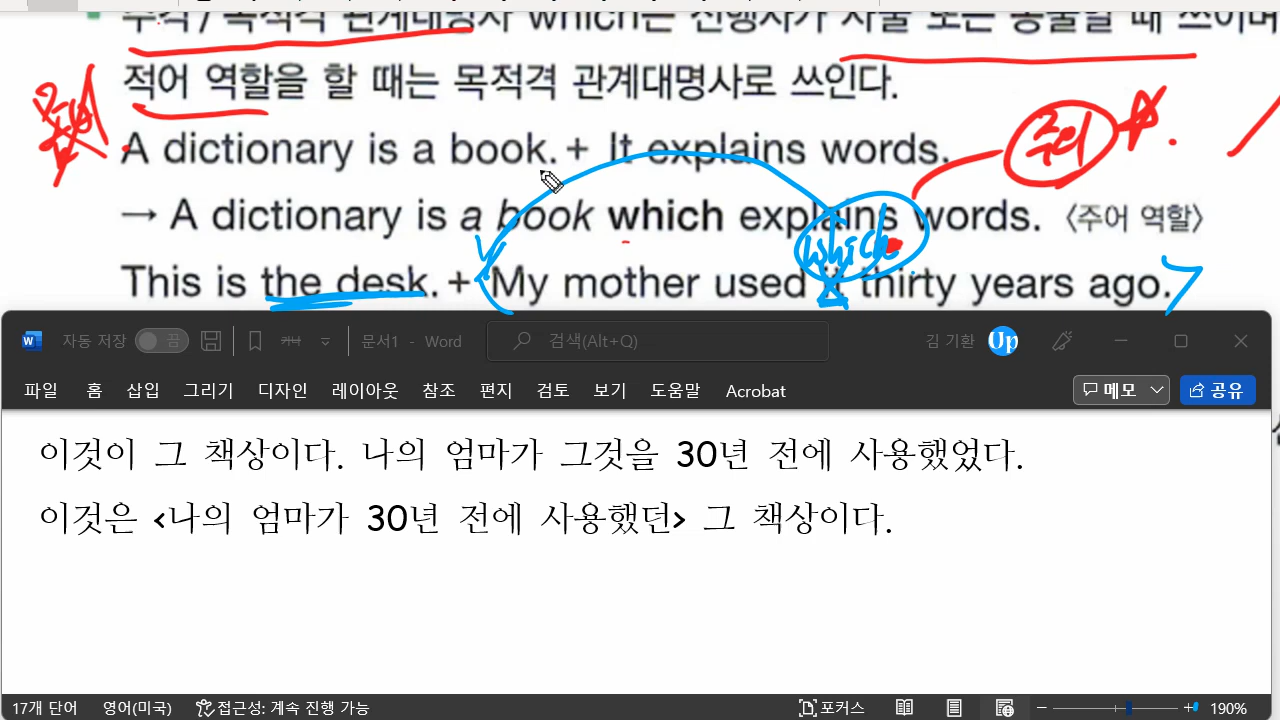 주격 / 목적격 관계대명사 which는 선행사가 사물 또는 동물일 때 쓰이며
적어 역할을 할 때는 목적격 관계대명사로 쓰인다.
A dictionary is a book. + It explains words.
주어
→ A dictionary is a book which explains words. <주어 역할>
which
This is the desk. + My mother used it thirty years ago.
자동 저장 끔 가나 문서1 - Word 검색(Alt+Q) 김 기환 Up
파일 홈 삽입 그리기 디자인 레이아웃 참조 편지 검토 보기 도움말 Acrobat 메모 공유
이것이 그 책상이다. 나의 엄마가 그것을 30년 전에 사용했었다.
이것은 <나의 엄마가 30년 전에 사용했던> 그 책상이다.
17개 단어 영어(미국) 접근성: 계속 진행 가능 포커스 190%